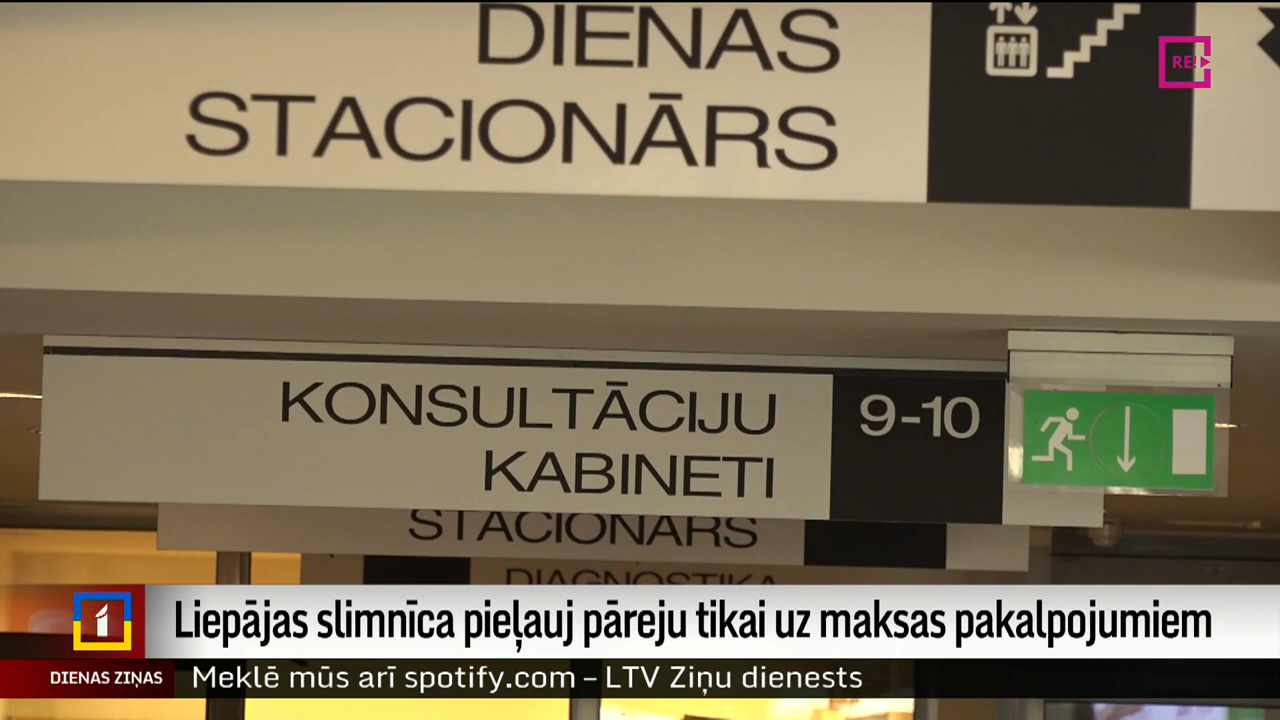 DIENAS
STACIONĀRS
RE!
KONSULTĀCIJU
KABINETI
9-10
STACIONĀRS
DIAGNOSTIKA
1
Liepājas slimnīca pieļauj pāreju tikai uz maksas pakalpojumiem
DIENAS ZIŅAS
Meklē mūs arī spotify.com – LTV Ziņu dienests